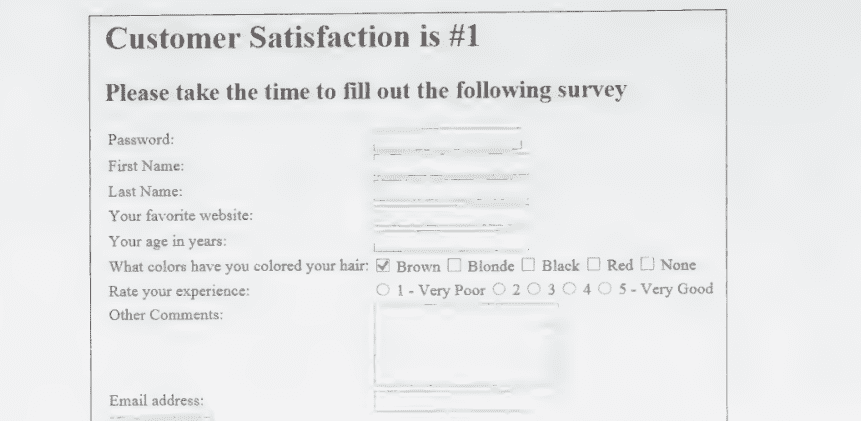 Customer Satisfaction is #1
Please take the time to fill out the following survey
Password:
First Name:
Last Name:
Your favorite website:
Your age in years:
What colors have you colored your hair: Brown Blonde Black Red None
Rate your experience: 1 - Very Poor 2 3 4 5 - Very Good
Other Comments:
Email address: